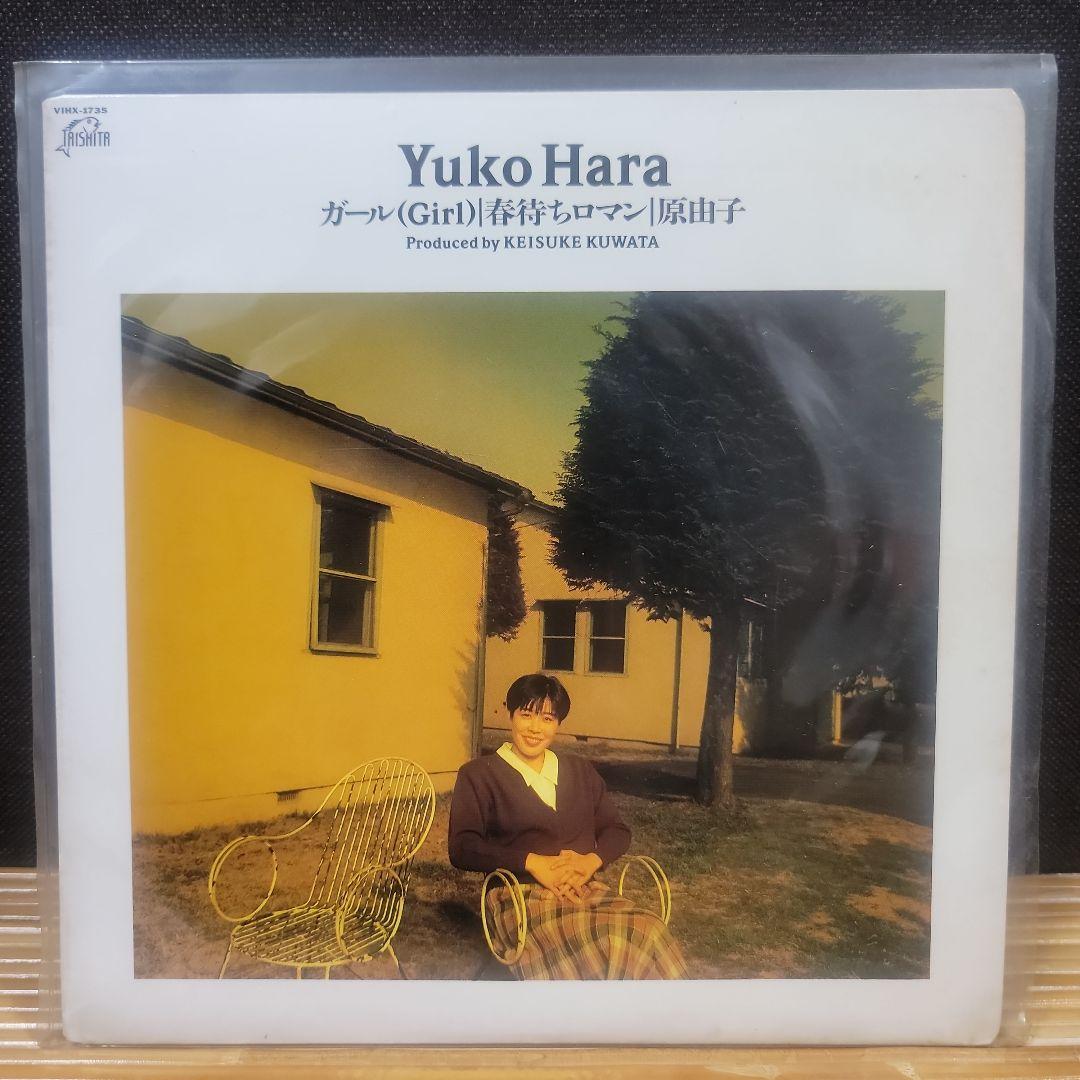 VIHX-1735
TAISHITA
Yuko Hara
ガール(Girl)|春待ちロマン|原由子
Produced by KEISUKE KUWATA